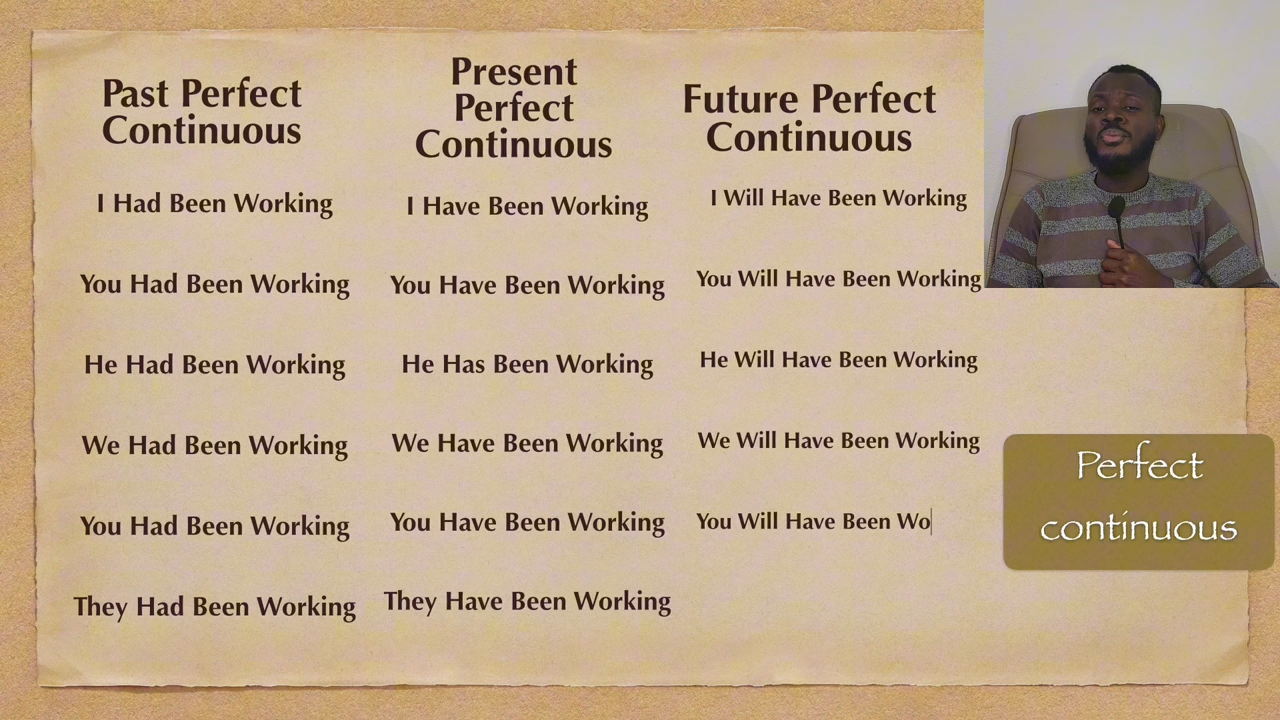 Past Perfect
Continuous
I Had Been Working
You Had Been Working
He Had Been Working
We Had Been Working
You Had Been Working
They Had Been Working
Present
Perfect
Continuous
I Have Been Working
You Have Been Working
He Has Been Working
We Have Been Working
You Have Been Working
They Have Been Working
Future Perfect
Continuous
I Will Have Been Working
You Will Have Been Working
He Will Have Been Working
We Will Have Been Working
You Will Have Been Wo
Perfect
continuous